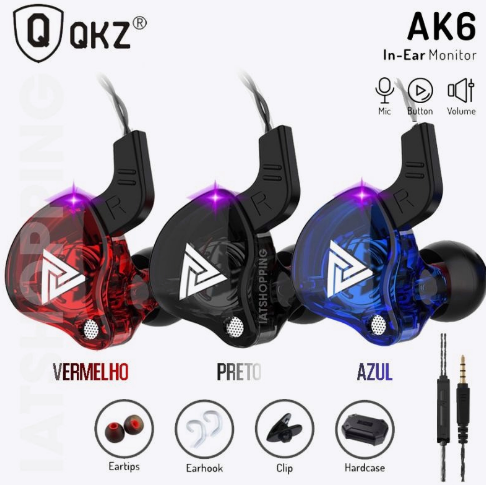 Q QKZ®
AK6
In-Ear Monitor
Mic Button Volume
IATSHOPPING
R R R
IATSHOPPING
VERMELHO PRETO AZUL
Eartips Earhook Clip Hardcase